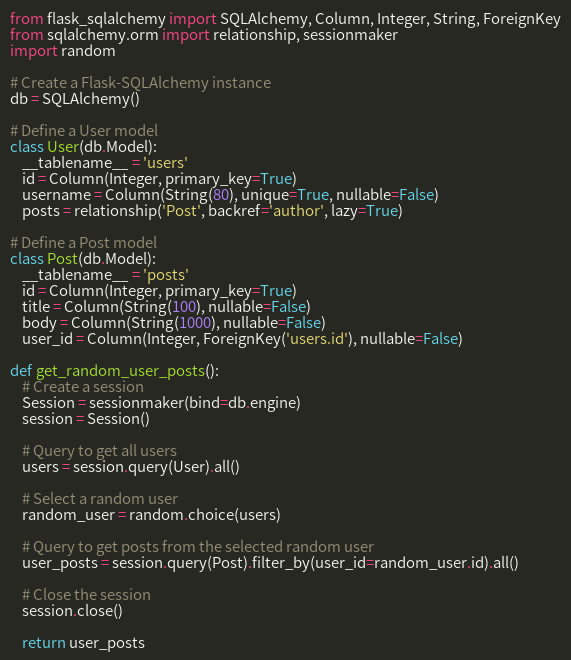 from flask_sqlalchemy import SQLAlchemy, Column, Integer, String, ForeignKey
from sqlalchemy.orm import relationship, sessionmaker
import random

# Create a Flask-SQLAlchemy instance
db = SQLAlchemy()

# Define a User model
class User(db.Model):
    __tablename__ = 'users'
    id = Column(Integer, primary_key=True)
    username = Column(String(80), unique=True, nullable=False)
    posts = relationship('Post', backref='author', lazy=True)

# Define a Post model
class Post(db.Model):
    __tablename__ = 'posts'
    id = Column(Integer, primary_key=True)
    title = Column(String(100), nullable=False)
    body = Column(String(1000), nullable=False)
    user_id = Column(Integer, ForeignKey('users.id'), nullable=False)

def get_random_user_posts():
    # Create a session
    Session = sessionmaker(bind=db.engine)
    session = Session()

    # Query to get all users
    users = session.query(User).all()

    # Select a random user
    random_user = random.choice(users)

    # Query to get posts from the selected random user
    user_posts = session.query(Post).filter_by(user_id=random_user.id).all()

    # Close the session
    session.close()

    return user_posts